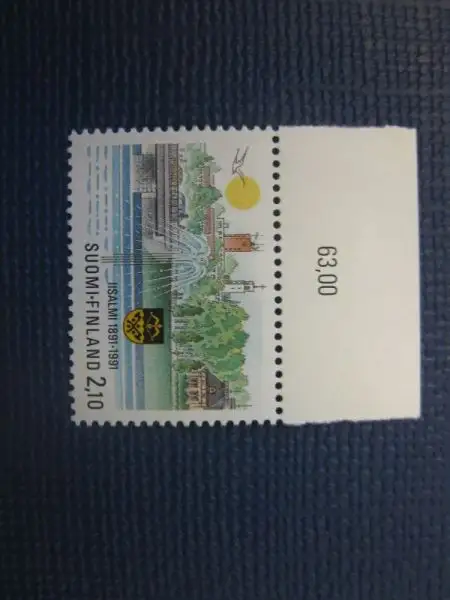 63,00
IISALMI 1891-1991
SUOMI-FINLAND 2,10